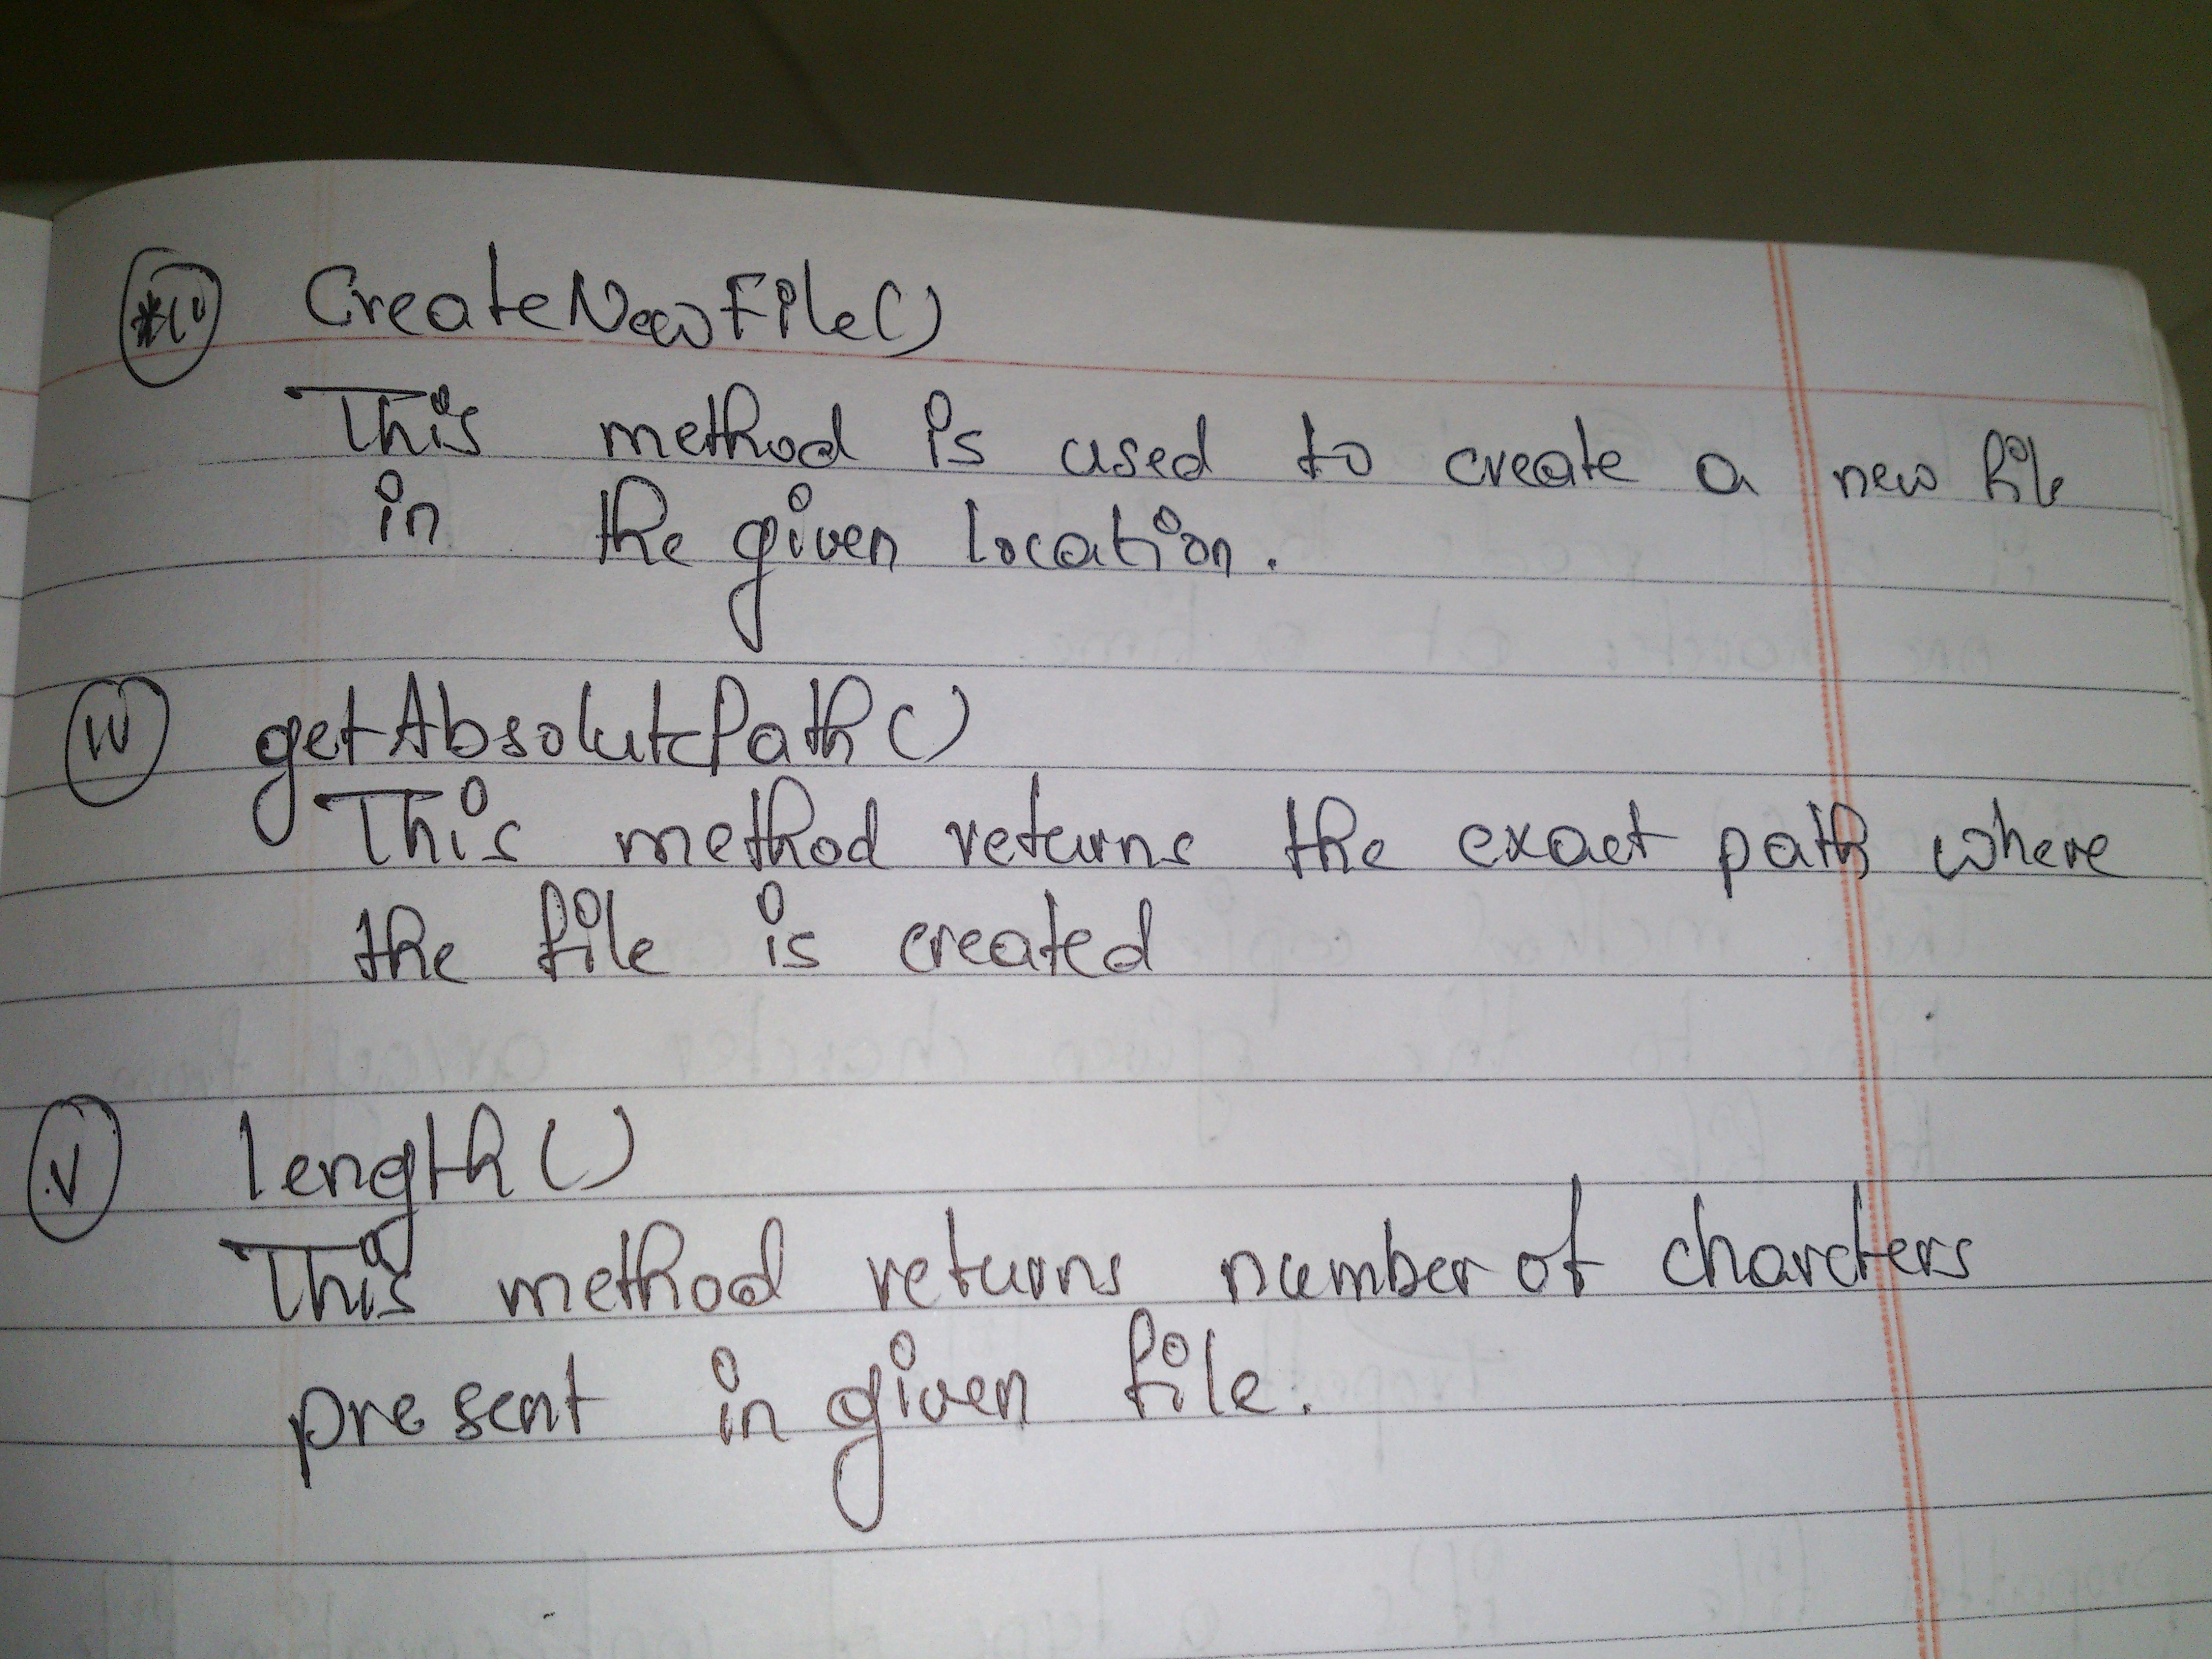 CreateNewFile()
This method is used to create a new file
in the given location.
iv getAbsolutePath()
This method returns the exact path where
the file is created
v length()
This method returns number of charcters
present in given file.